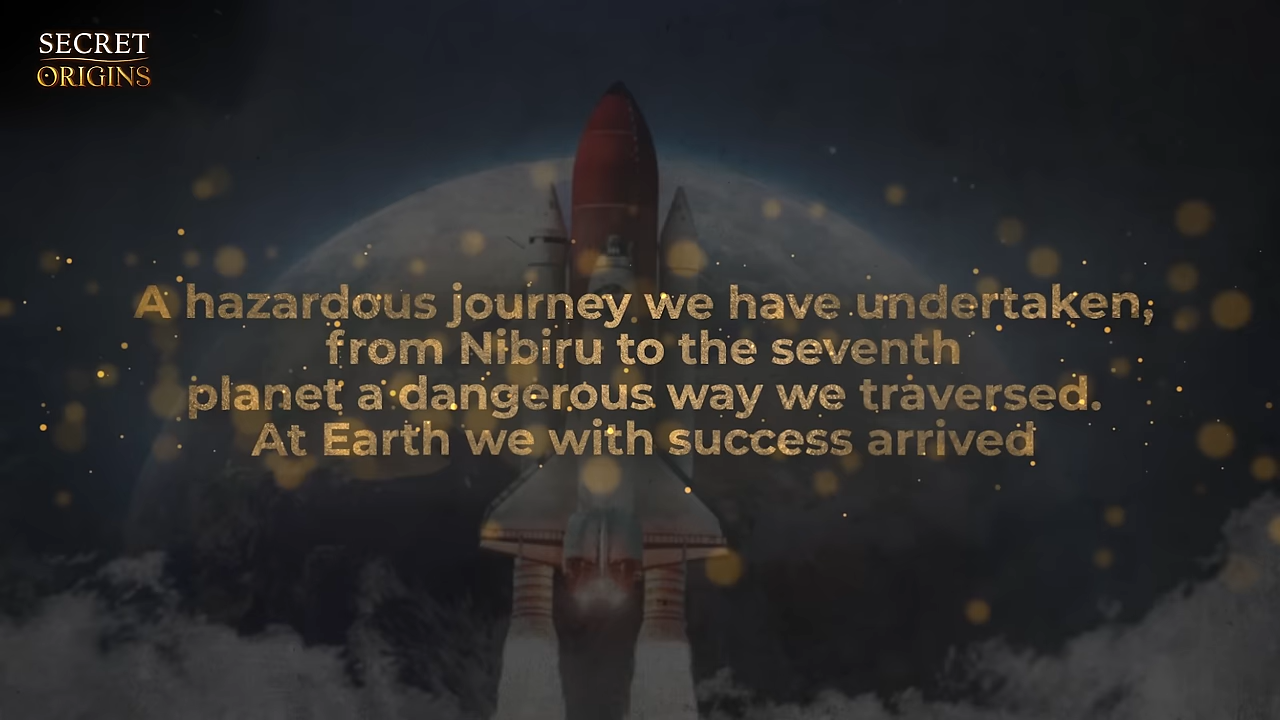 SECRET
ORIGINS
A hazardous journey we have undertaken;
from Nibiru to the seventh
planet a dangerous way we traversed.
At Earth we with success arrived